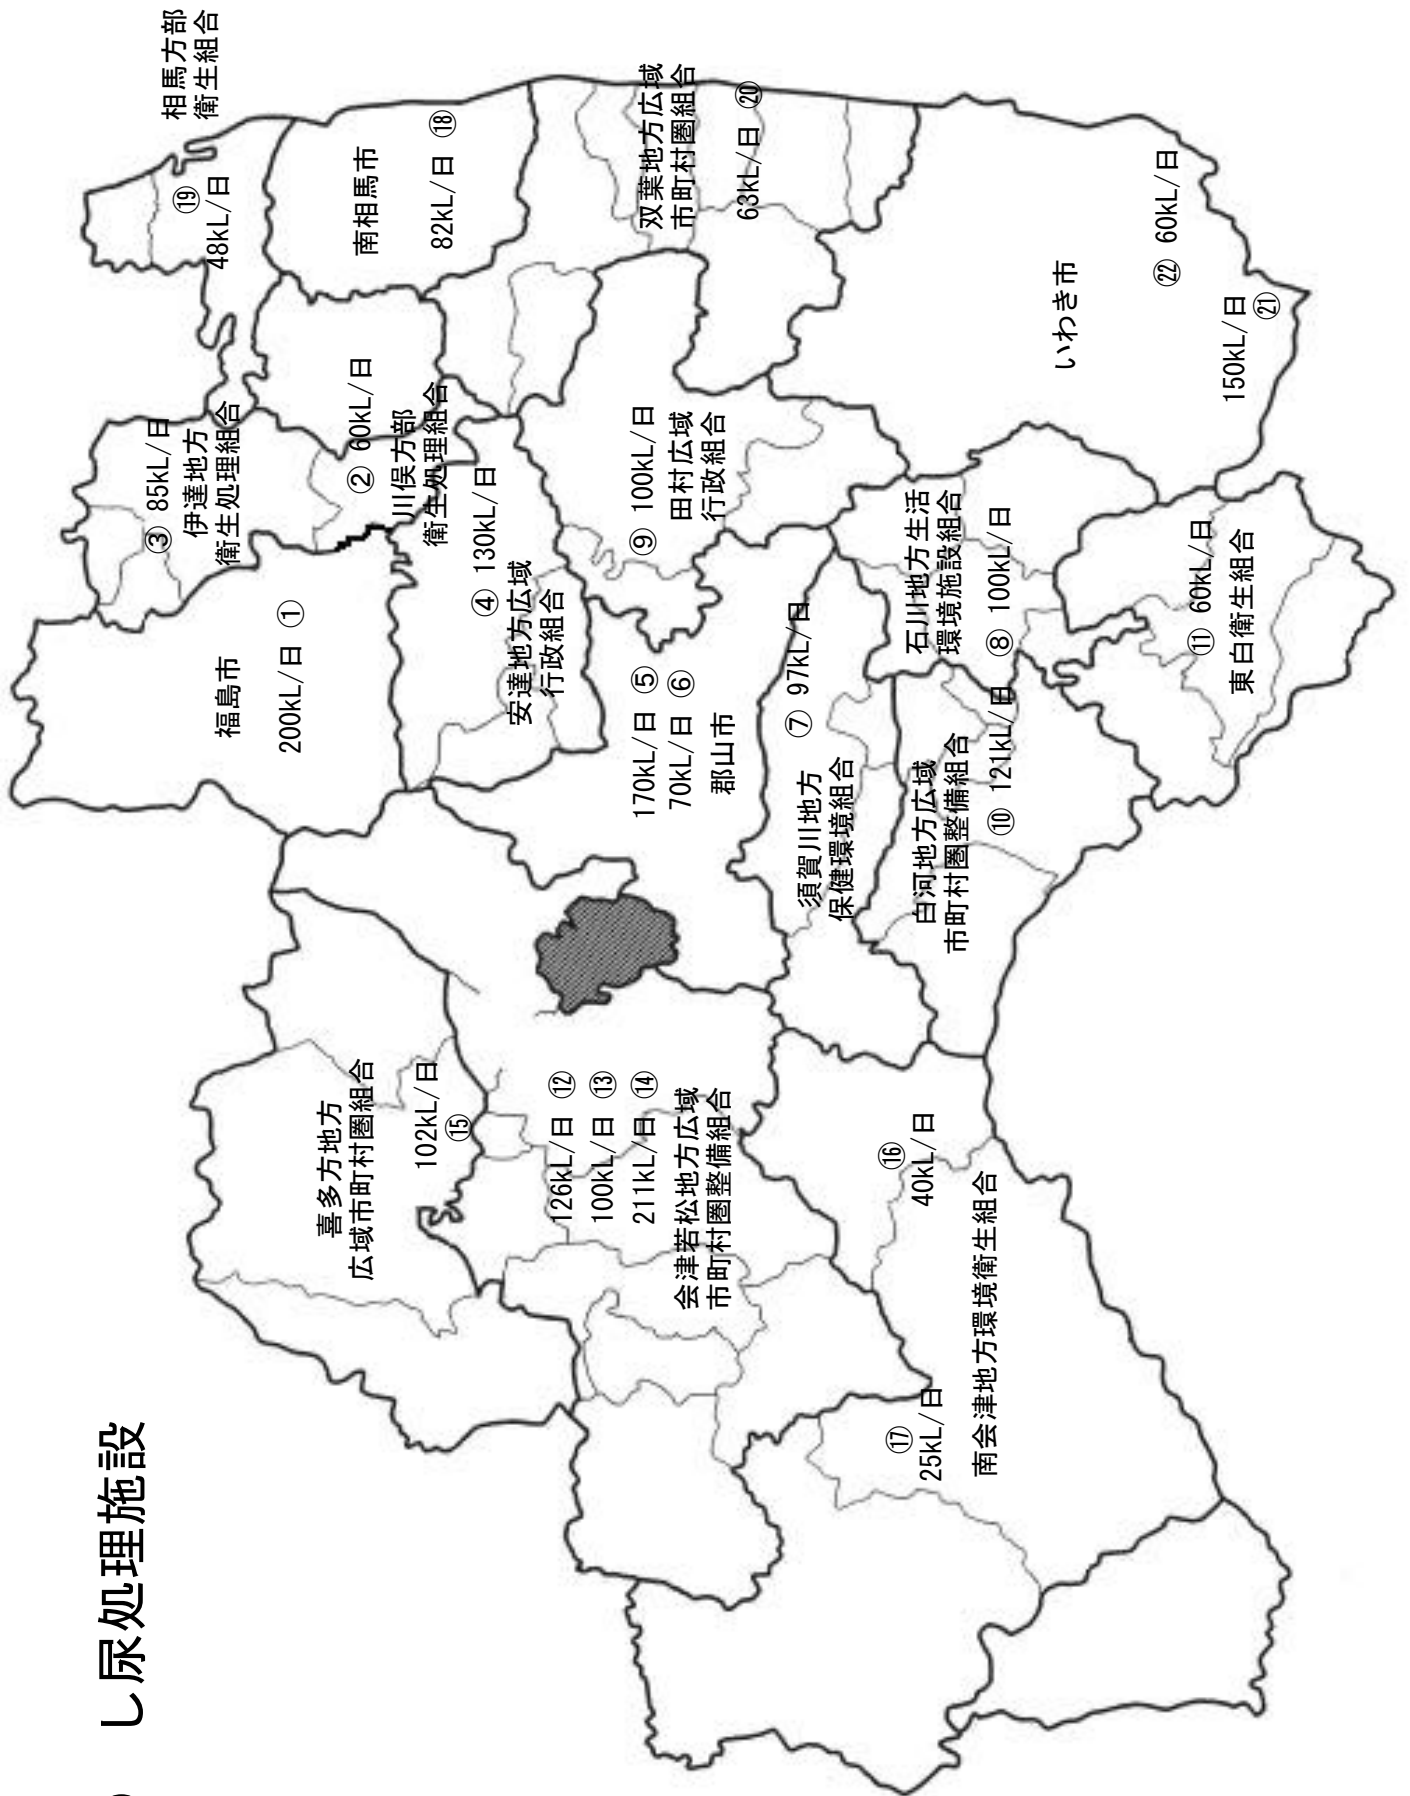 し尿処理施設
相馬方部
衛生組合
⑲
48kL/日
南相馬市
82kL/日 ⑱
双葉地方広域
市町村圏組合
63kL/日 ⑳
③ 85kL/日
伊達地方
衛生処理組合
② 60kL/日
川俣方部
衛生処理組合
福島市
200kL/日 ①
④ 130kL/日
安達地方広域
行政組合
⑨ 100kL/日
田村広域
行政組合
170kL/日 ⑤
70kL/日 ⑥
郡山市
⑦ 97kL/日
須賀川地方
保健環境組合
石川地方生活
環境施設組合
⑧ 100kL/日
白河地方広域
市町村圏整備組合
⑩ 121kL/日
⑪ 60kL/日
東白衛生組合
いわき市
㉒ 60kL/日
150kL/日
㉑
喜多方地方
広域市町村圏組合
102kL/日
⑮
126kL/日 ⑫
100kL/日 ⑬
211kL/日 ⑭
会津若松地方広域
市町村圏整備組合
⑯
40kL/日
⑰
25kL/日
南会津地方環境衛生組合